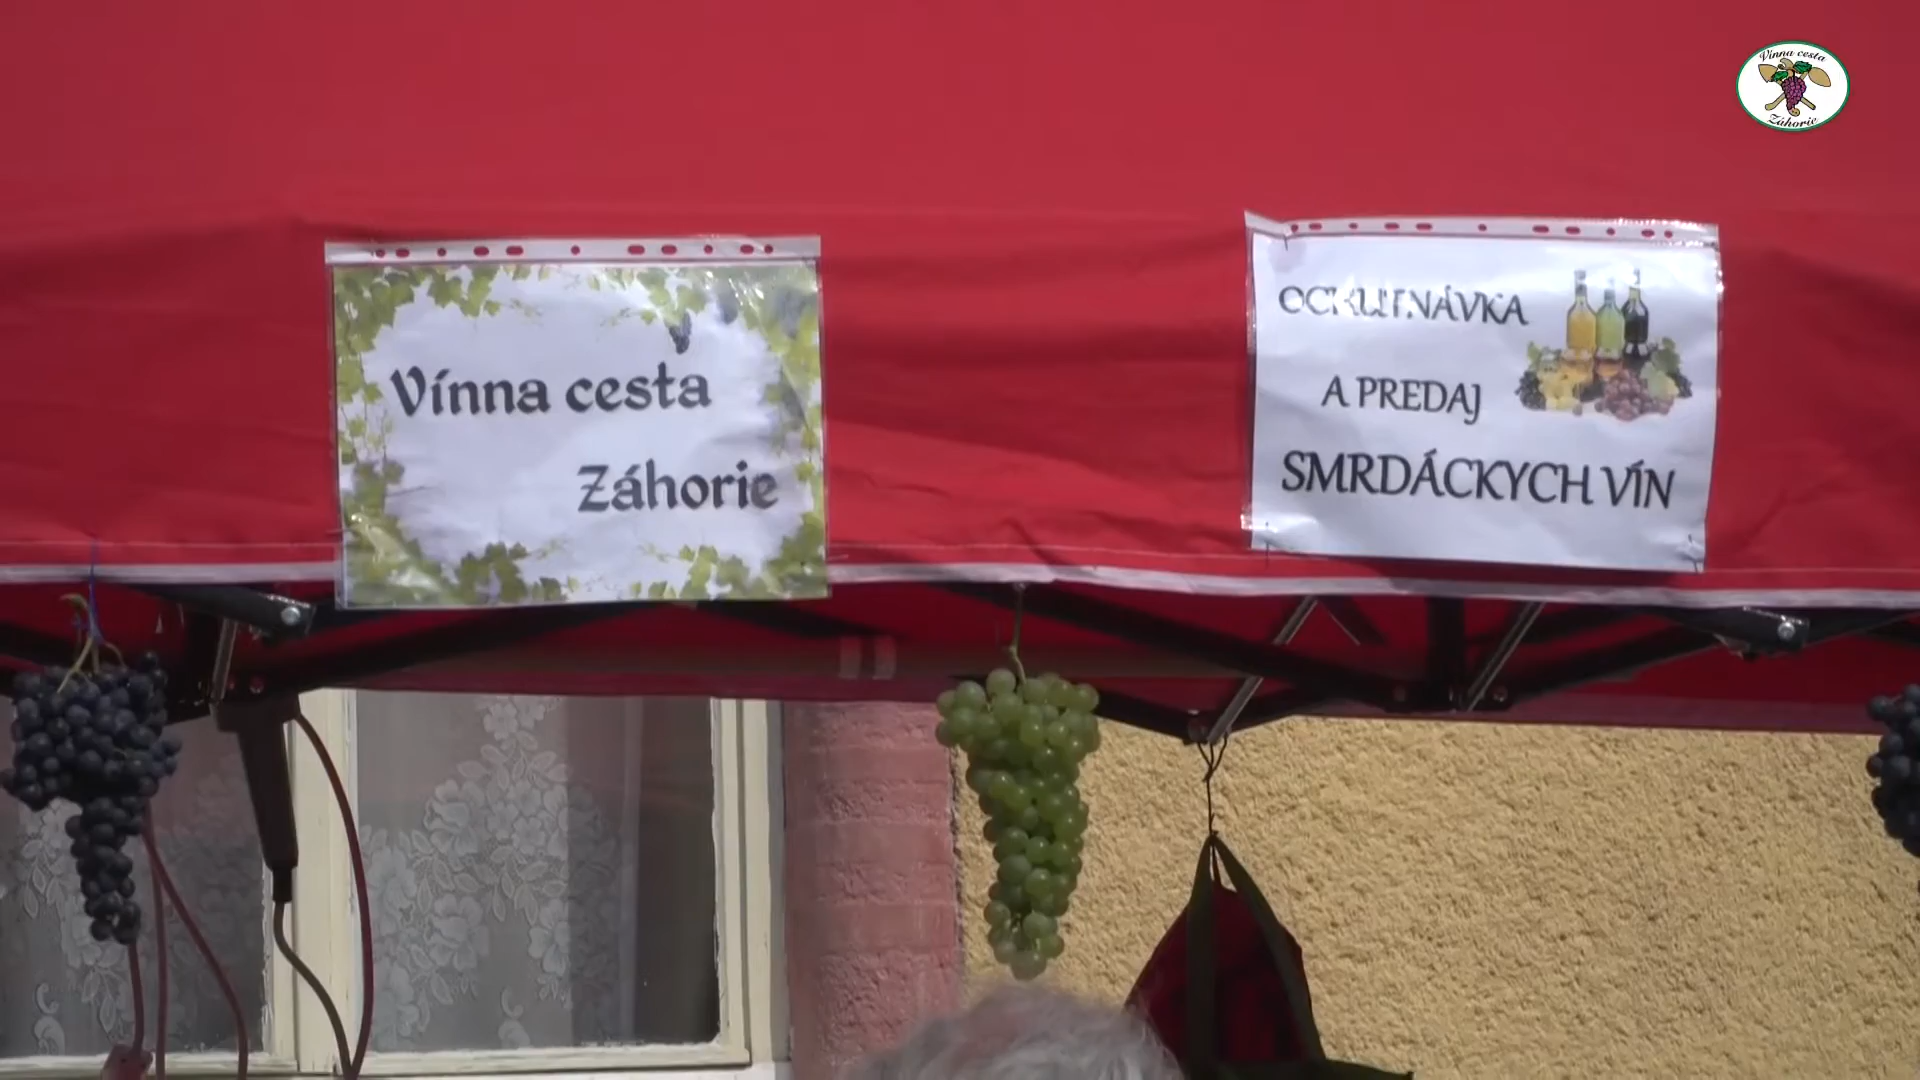 Vínna cesta
Záhorie
Vínna cesta
Záhorie
OCHUTNÁVKA
A PREDAJ
SMRDÁCKYCH VÍN